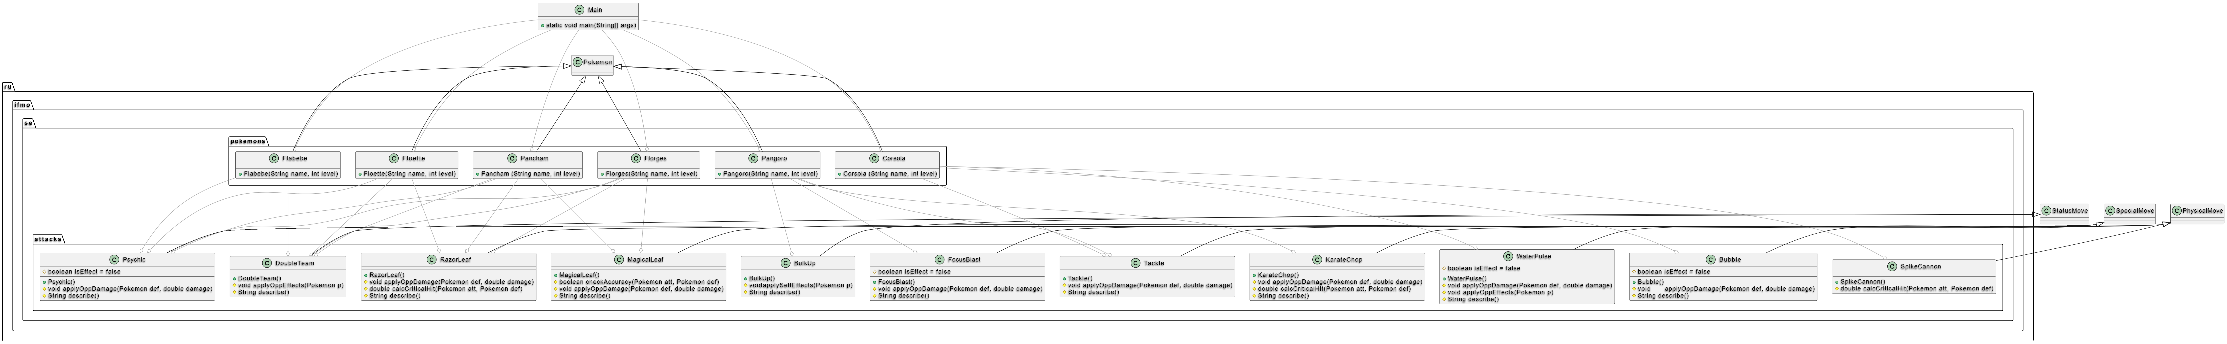 C Main
static void main(String[] args)
C Pokemon
ru
ifmo
se
pokemons
C Flabebe
Flabebe(String name, int level)
C Floette
Floette(String name, int level)
C Pancham
Pancham (String name, int level)
C Florges
Florges(String name, int level)
C Pangoro
Pangoro(String name, int level)
C Corsola
Corsola (String name, int level)
C StatusMove
C SpecialMove
C PhysicalMove
attacks
C Psychic
boolean isEffect = false
Psychic()
void applyOppDamage(Pokemon def, double damage)
String describe()
C DoubleTeam
DoubleTeam()
void applyOppEffects(Pokemon p)
String describe()
C RazorLeaf
RazorLeaf()
void applyOppDamage(Pokemon def, double damage)
double calcCriticalHit(Pokemon att, Pokemon def)
String describe()
C MagicalLeaf
MagicalLeaf()
boolean checkAccuracy(Pokemon att, Pokemon def)
void applyOppDamage(Pokemon def, double damage)
String describe()
C BulkUp
BulkUp()
voidapplySelfEffects(Pokemon p)
String describe()
C FocusBlast
boolean isEffect = false
FocusBlast()
void applyOppDamage(Pokemon def, double damage)
String describe()
C Tackle
Tackle()
void applyOppDamage(Pokemon def, double damage)
String describe()
C KarateChop
KarateChop()
void applyOppDamage(Pokemon def, double damage)
double calcCriticalHit(Pokemon att, Pokemon def)
String describe()
C WaterPulse
boolean isEffect = false
WaterPulse()
void applyOppDamage(Pokemon def, double damage)
void applyOppEffects(Pokemon p)
String describe()
C Bubble
boolean isEffect = false
Bubble()
void applyOppDamage(Pokemon def, double damage)
String describe()
C SpikeCannon
SpikeCannon()
double calcCriticalHit(Pokemon att, Pokemon def)